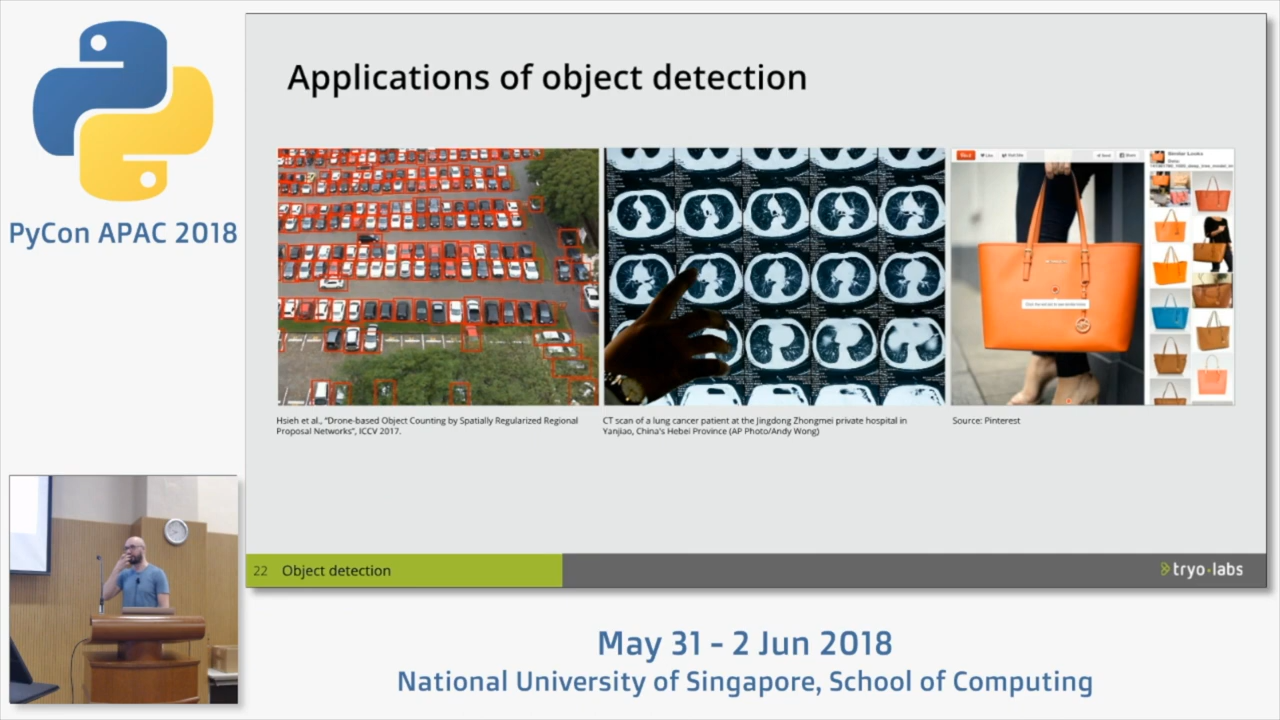 PyCon APAC 2018
Applications of object detection
Hsieh et al., "Drone-based Object Counting by Spatially Regularized Regional
Proposal Networks", ICCV 2017.
CT scan of a lung cancer patient at the Jingdong Zhongmei private hospital in
Yanjiao, China's Hebei Province (AP Photo/Andy Wong)
Source: Pinterest
22 Object detection
tryo·labs
May 31 - 2 Jun 2018
National University of Singapore, School of Computing